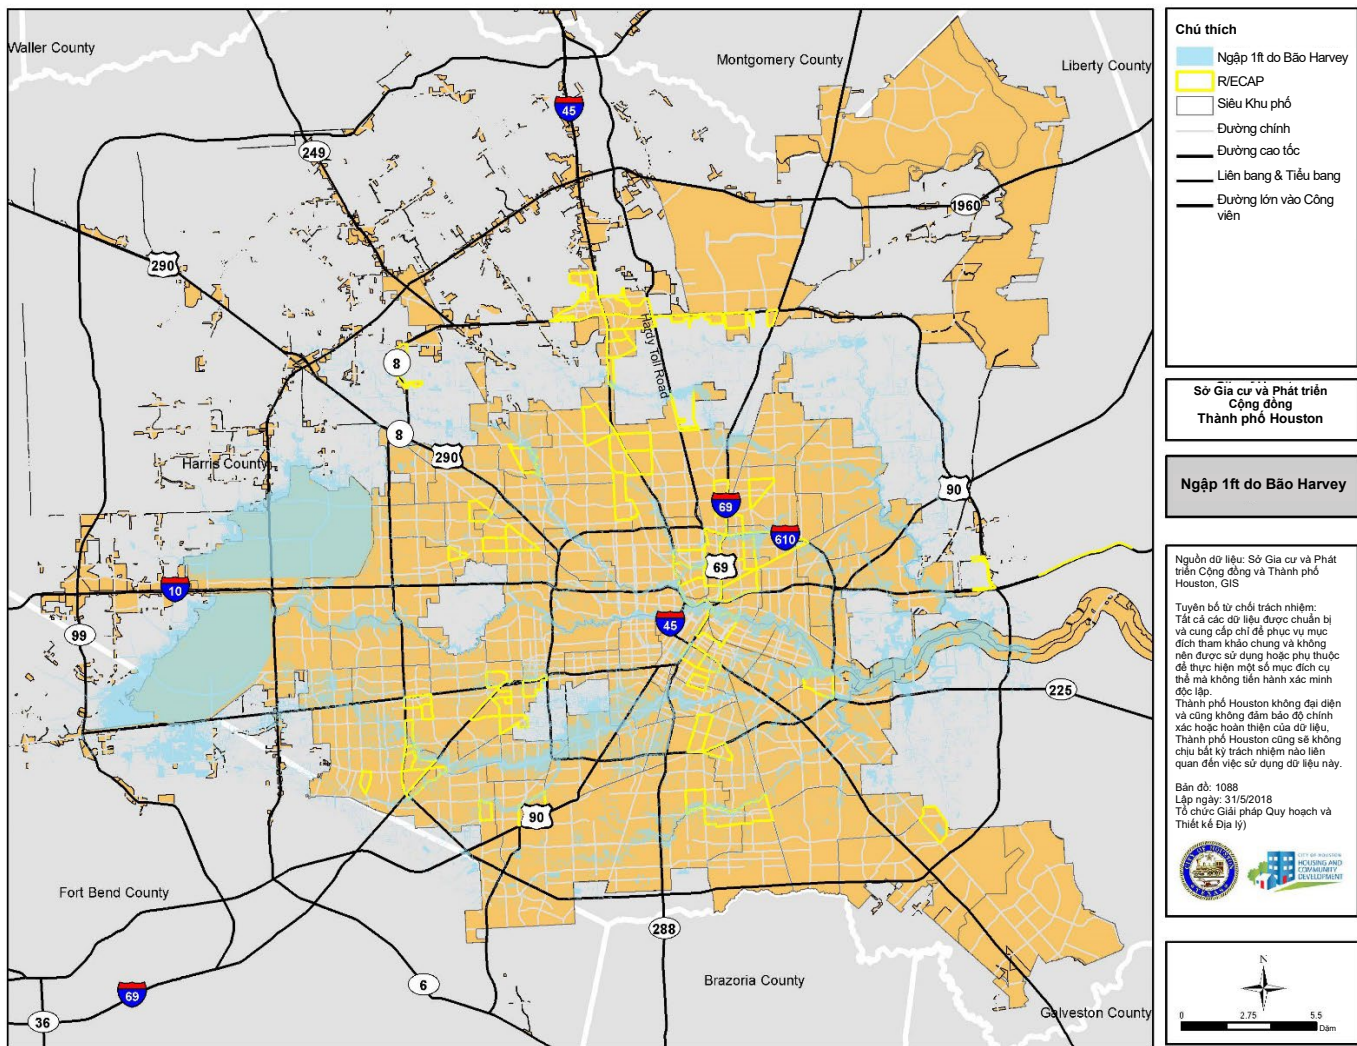 Waller County
Montgomery County
Liberty County
45
249
1960
290
8
Hardy Toll Road
8
290
Harris County
69
90
610
69
10
45
99
225
90
Fort Bend County
288
Brazoria County
6
69
36
Galveston County
Chú thích
Ngập 1ft do Bão Harvey
R/ECAP
Siêu Khu phố
Đường chính
Đường cao tốc
Liên bang & Tiểu bang
Đường lớn vào Công
viên
Sở Gia cư và Phát triển
Cộng đồng
Thành phố Houston
Ngập 1ft do Bão Harvey
Nguồn dữ liệu: Sở Gia cư và Phát
triển Cộng đồng và Thành phố
Houston, GIS
Tuyên bố từ chối trách nhiệm:
Tất cả các dữ liệu được chuẩn bị
và cung cấp chỉ để phục vụ mục
đích tham khảo chung và không
nên được sử dụng hoặc phụ thuộc
để thực hiện một số mục đích cụ
thể mà không tiến hành xác minh
độc lập.
Thành phố Houston không đại diện
và cũng không đảm bảo độ chính
xác hoặc hoàn thiện của dữ liệu,
Thành phố Houston cũng sẽ không
chịu bất kỳ trách nhiệm nào liên
quan đến việc sử dụng dữ liệu này.
Bản đồ: 1088
Lập ngày: 31/5/2018
Tổ chức Giải pháp Quy hoạch và
Thiết kế Địa lý)
CITY OF HOUSTON
TEXAS
CITY OF HOUSTON
HOUSING AND
COMMUNITY
DEVELOPMENT
N
0 2.75 5.5
Dặm